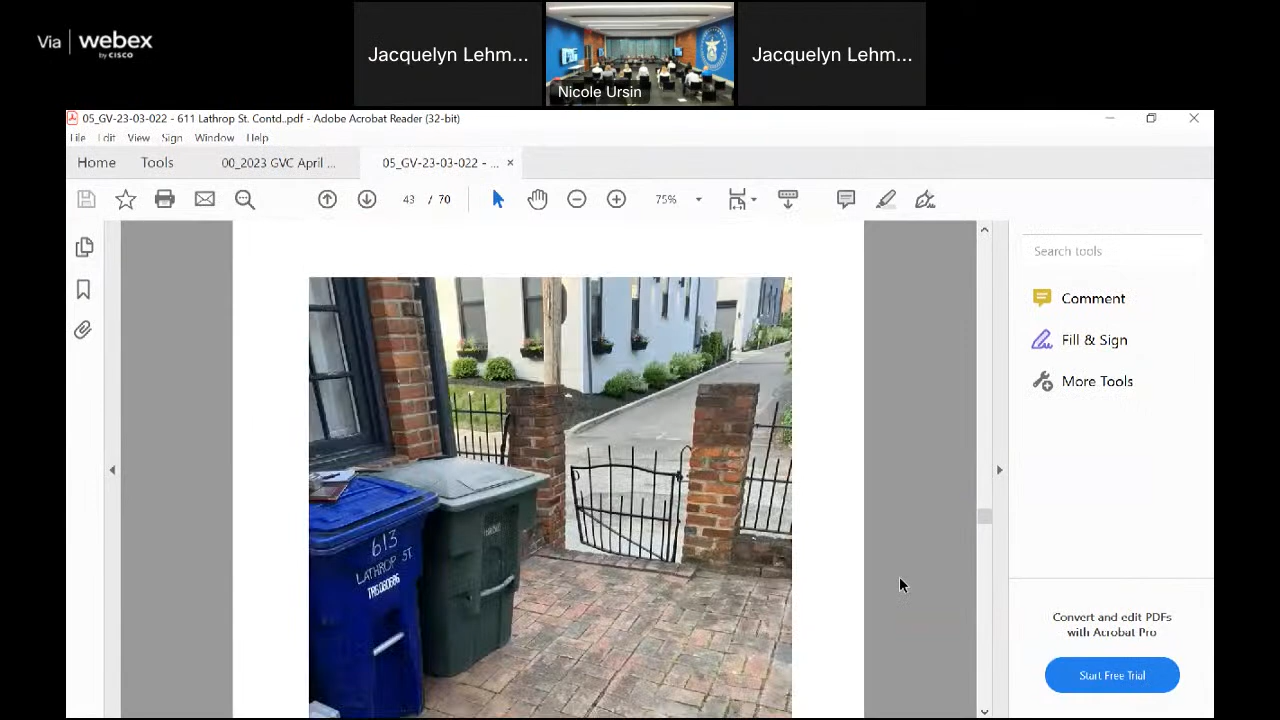 Via webex
by CISCO
Jacquelyn Lehm...
Nicole Ursin
Jacquelyn Lehm...
05_GV-23-03-022 - 611 Lathrop St. Contd..pdf - Adobe Acrobat Reader (32-bit)
File Edit View Sign Window Help
Home Tools 00_2023 GVC April ... 05_GV-23-03-022 - ... ×
43 / 70 75%
Search tools
Comment
Fill & Sign
More Tools
613
LATHROP ST.
Convert and edit PDFs
with Acrobat Pro
Start Free Trial